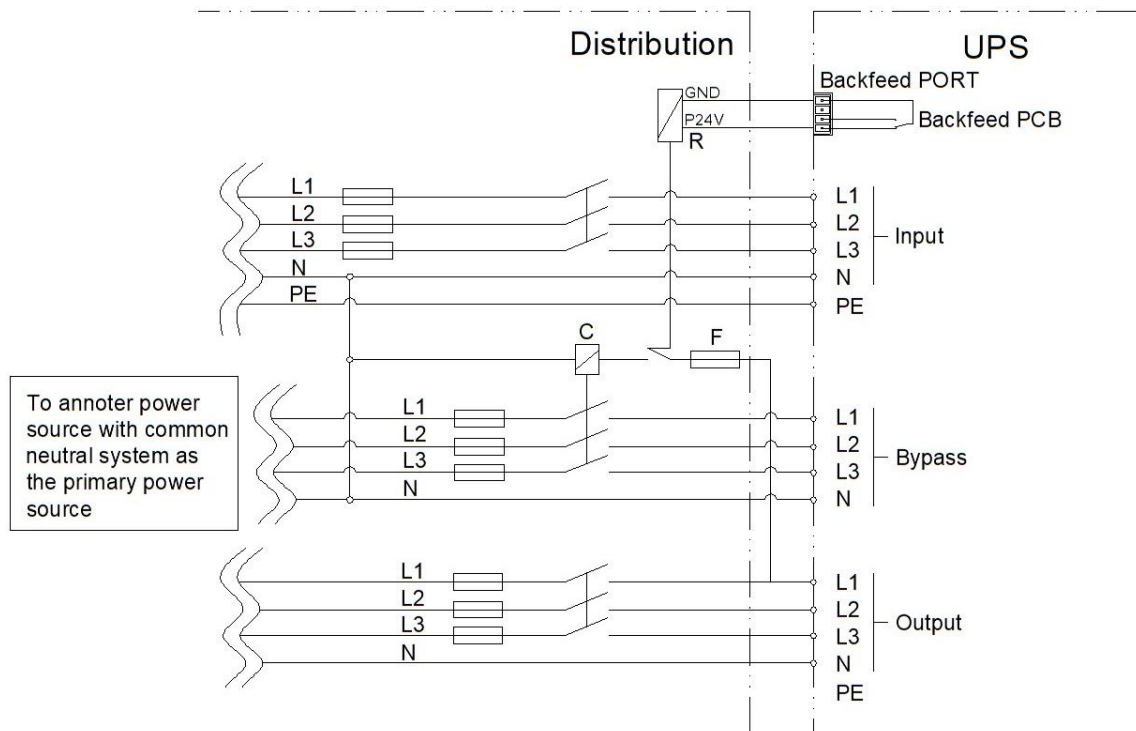 Distribution
UPS
Backfeed PORT
GND
P24V
R
Backfeed PCB
L1
L2
L3
N
PE
L1
L2
L3
N
PE
Input
C
F
To annoter power
source with common
neutral system as
the primary power
source
L1
L2
L3
N
L1
L2
L3
N
Bypass
L1
L2
L3
N
L1
L2
L3
N
PE
Output